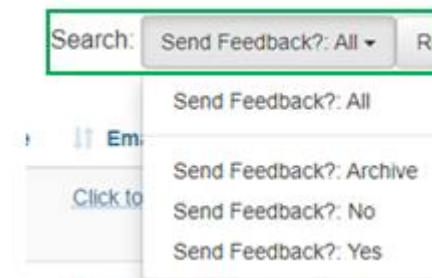 Search: Send Feedback?: All R
Send Feedback?: All
Em
Send Feedback?: Archive
Click to
Send Feedback?: No
Send Feedback?: Yes